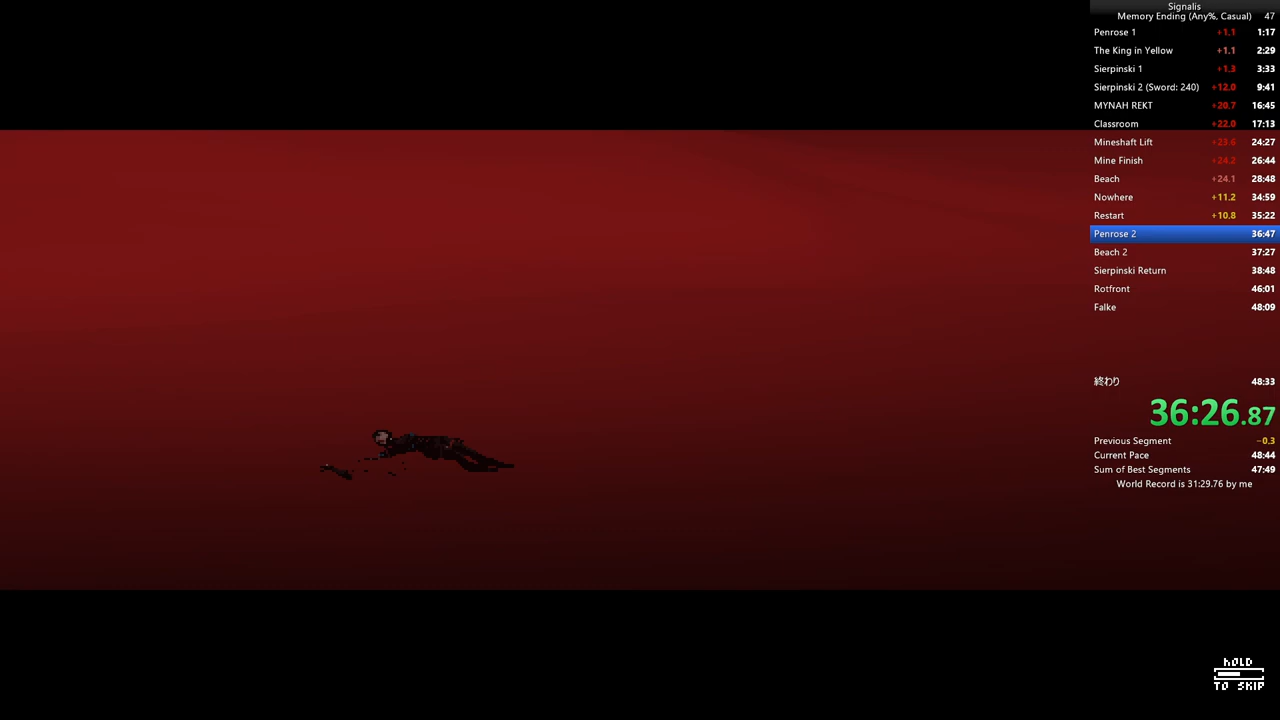 Signalis
Memory Ending (Any%, Casual) 47
Penrose 1 +1.1 1:17
The King in Yellow +1.1 2:29
Sierpinski 1 +1.3 3:33
Sierpinski 2 (Sword: 240) +12.0 9:41
MYNAH REKT +20.7 16:45
Classroom +22.0 17:13
Mineshaft Lift +23.6 24:27
Mine Finish +24.2 26:44
Beach +24.1 28:48
Nowhere +11.2 34:59
Restart +10.8 35:22
Penrose 2 36:47
Beach 2 37:27
Sierpinski Return 38:48
Rotfront 46:01
Falke 48:09
終わり 48:33
36:26.87
Previous Segment −0.3
Current Pace 48:44
Sum of Best Segments 47:49
World Record is 31:29.76 by me
HOLD
TO SKIP